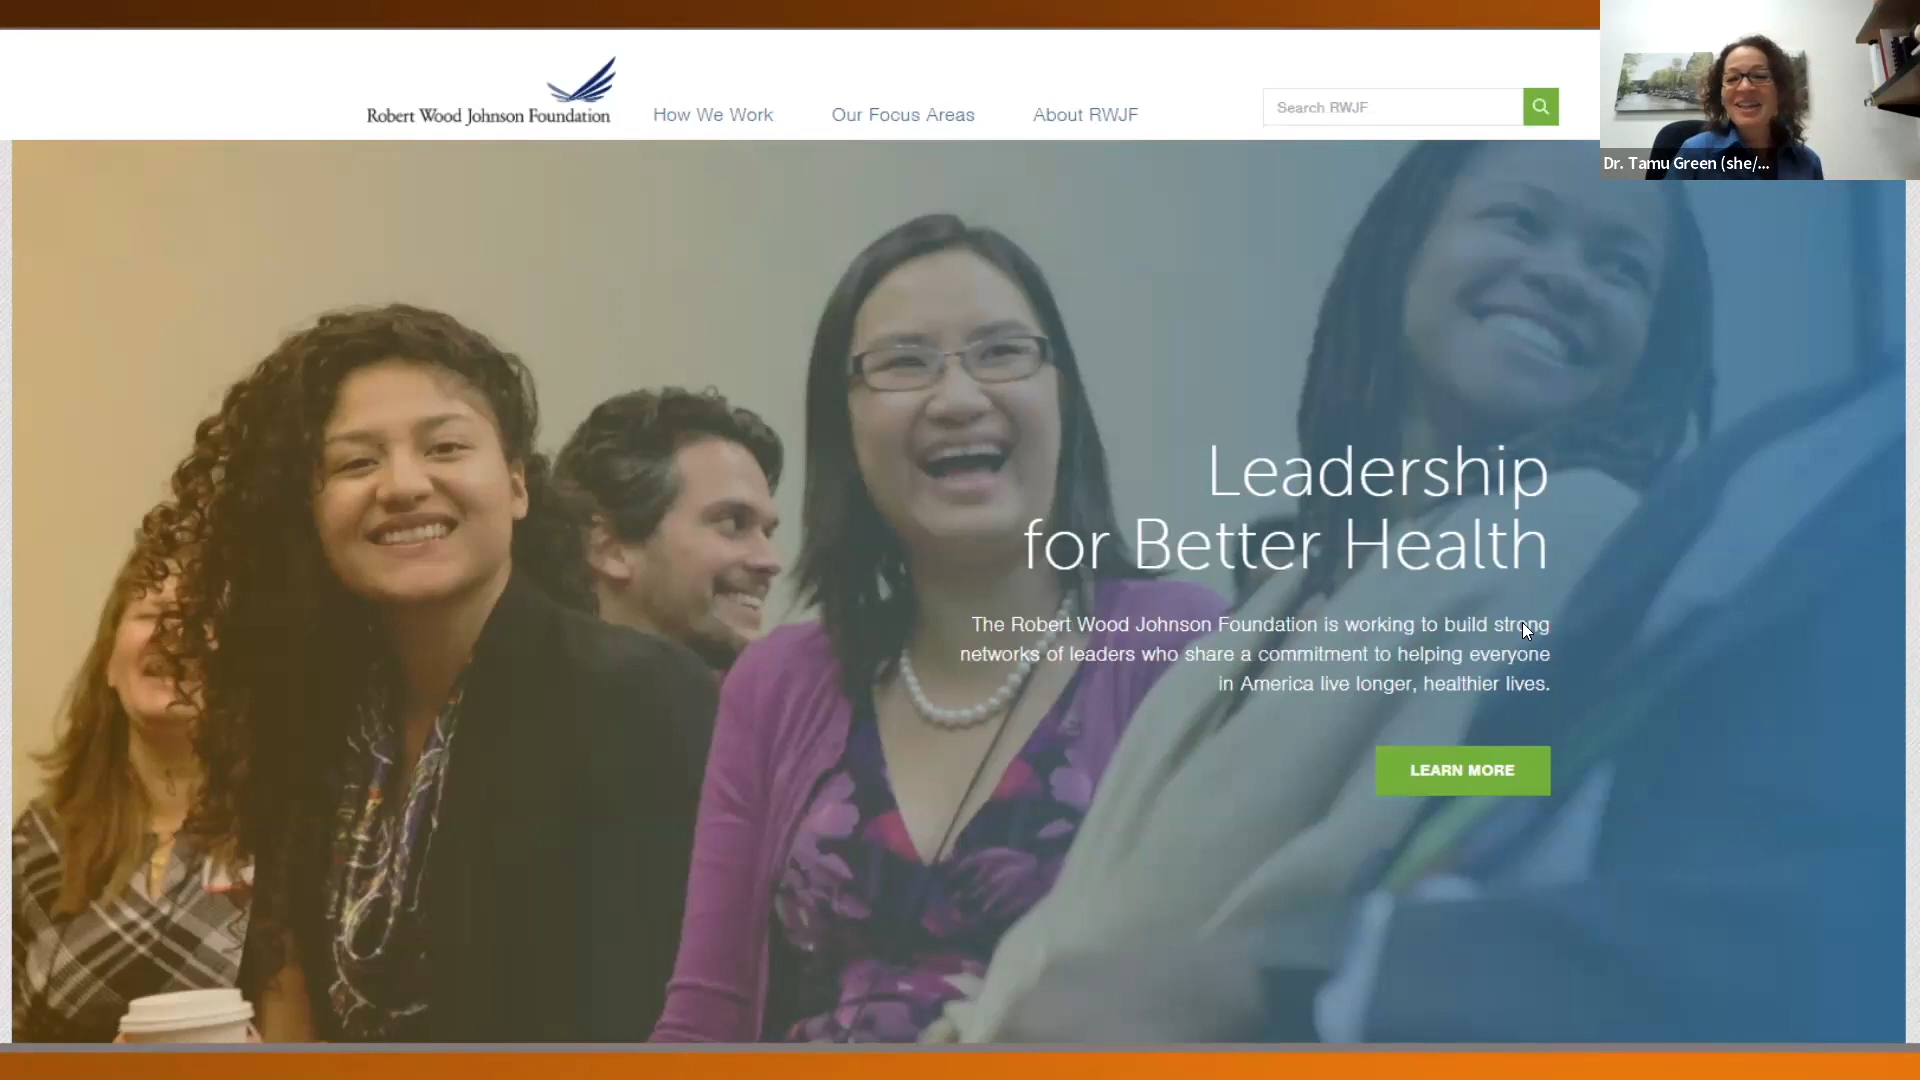 Robert Wood Johnson Foundation
How We Work
Our Focus Areas
About RWJF
Search RWJF
Dr. Tamu Green (she/...
Leadership
for Better Health
The Robert Wood Johnson Foundation is working to build strong
networks of leaders who share a commitment to helping everyone
in America live longer, healthier lives.
LEARN MORE